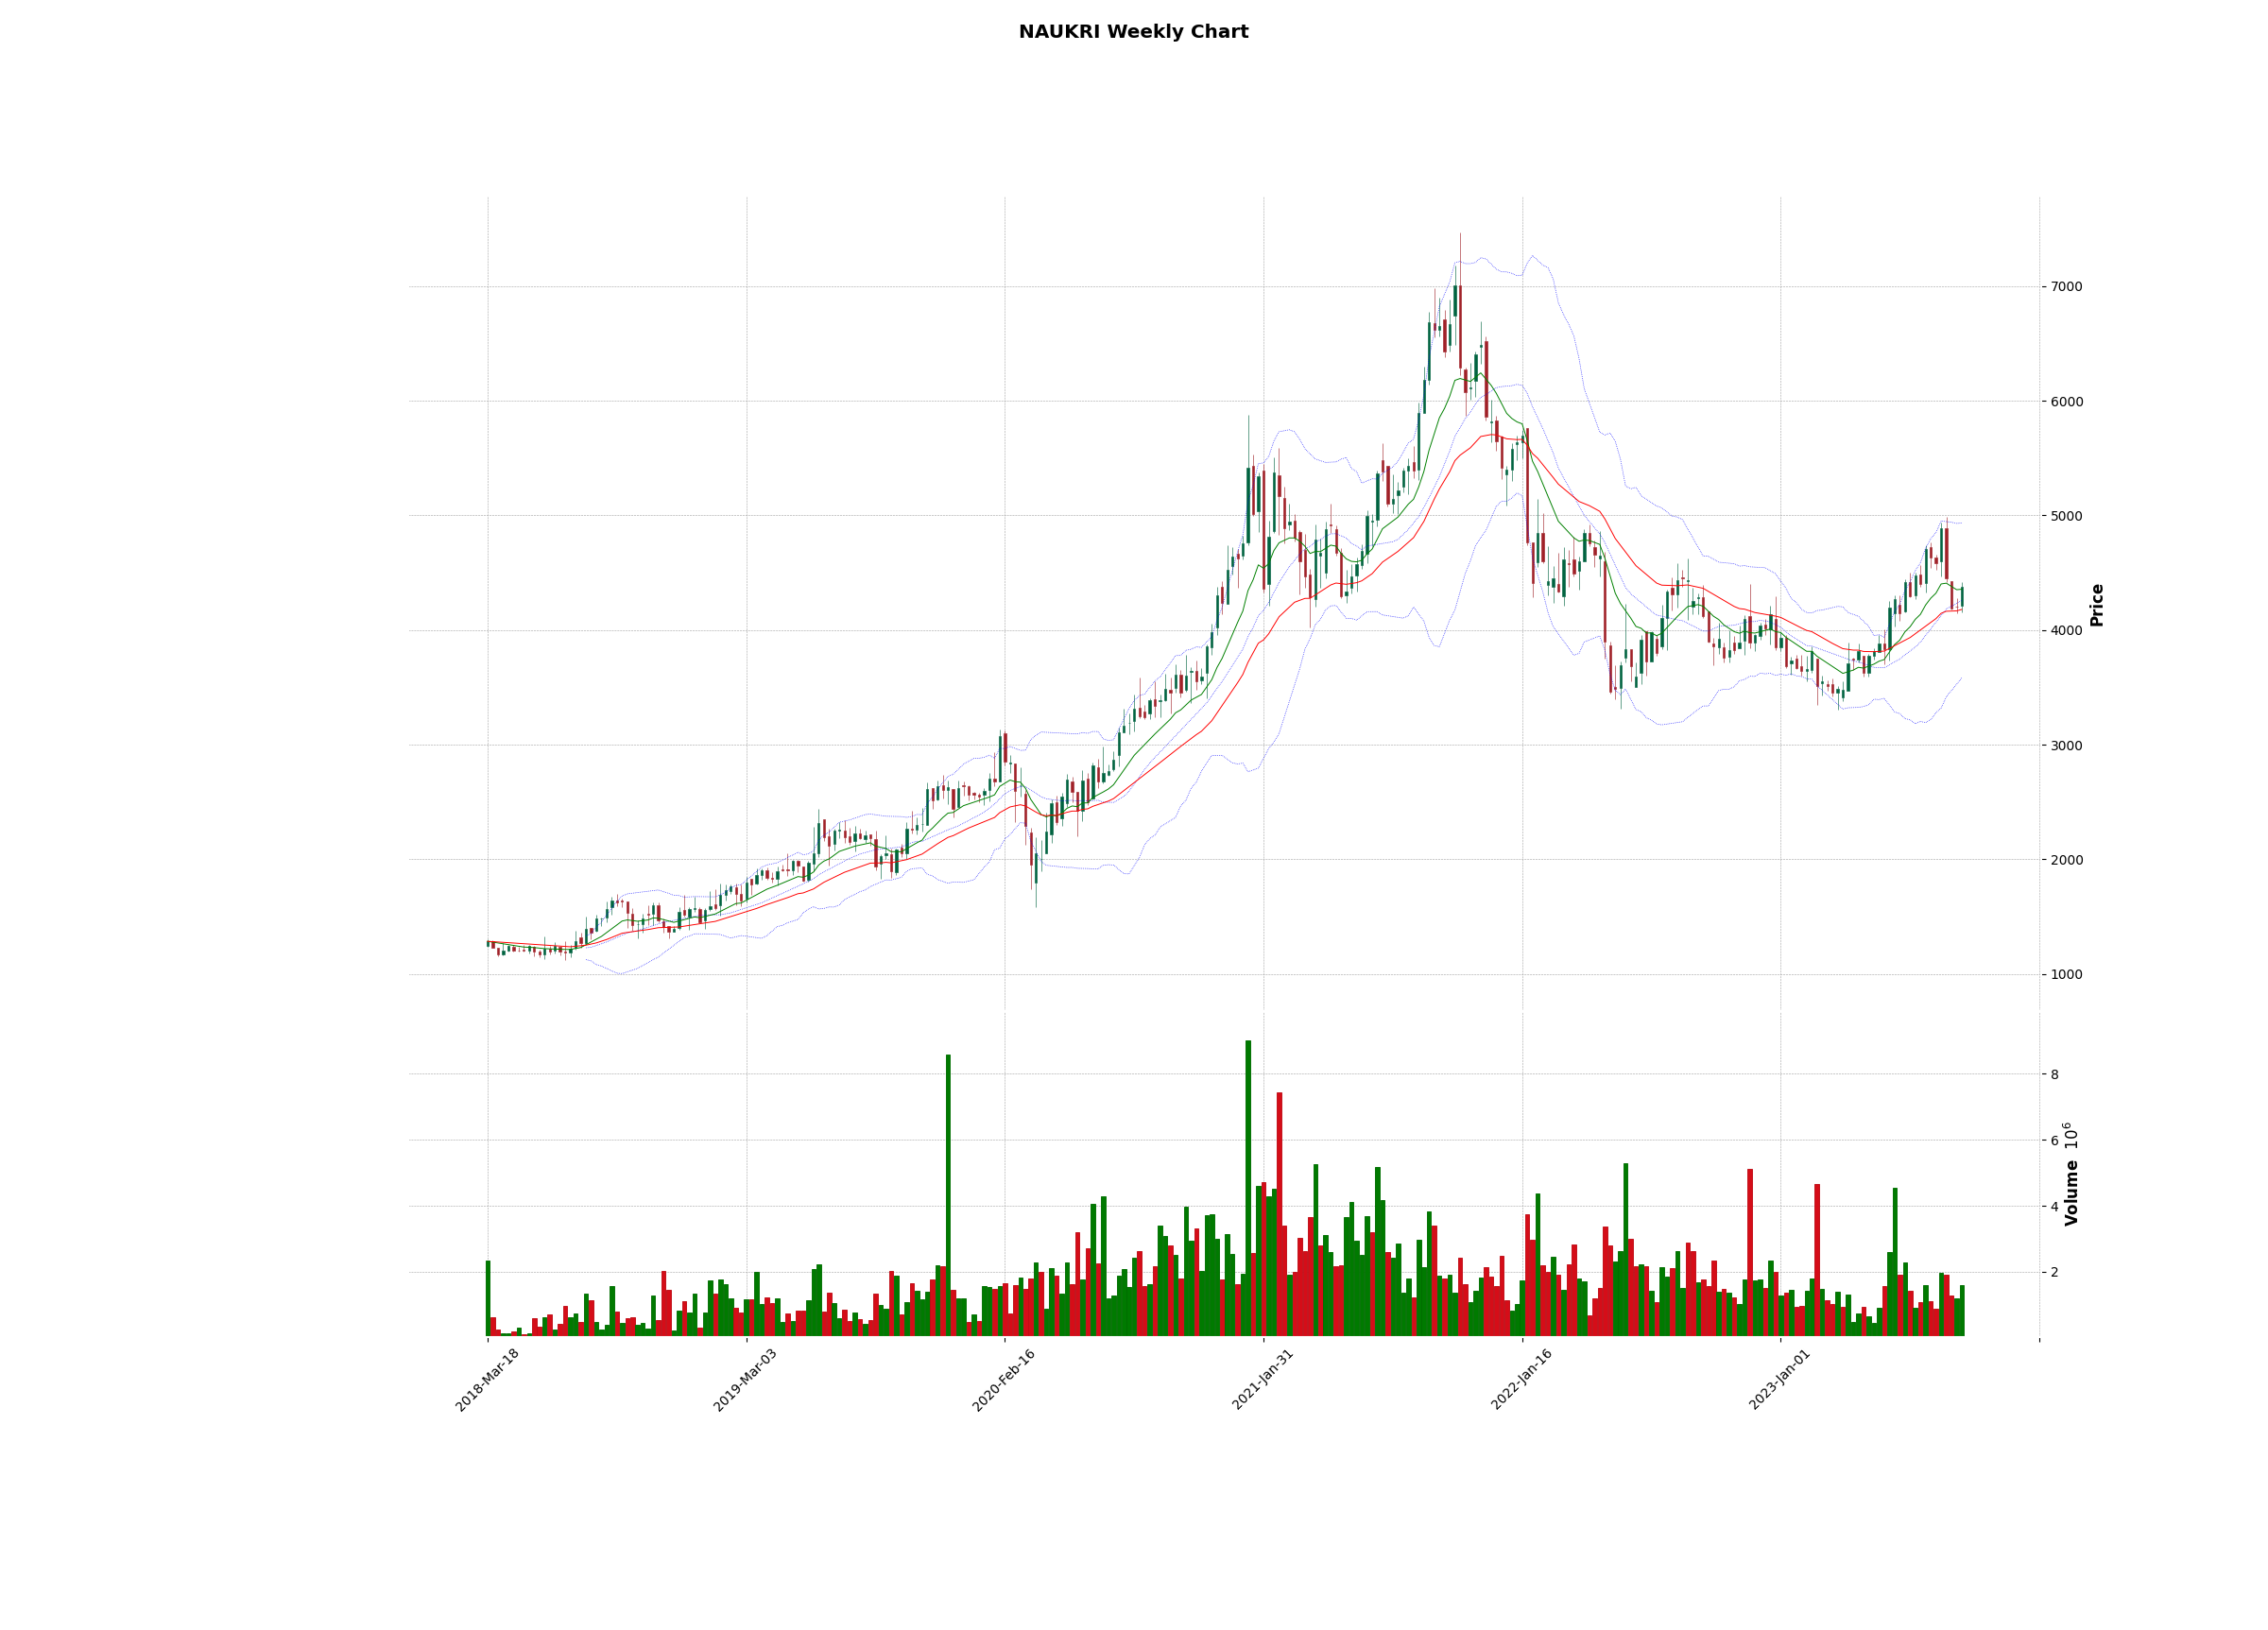 NAUKRI Weekly Chart
7000
6000
5000
4000
3000
2000
1000
Price
8
6
4
2
Volume 10^6
2018-Mar-18
2019-Mar-03
2020-Feb-16
2021-Jan-31
2022-Jan-16
2023-Jan-01